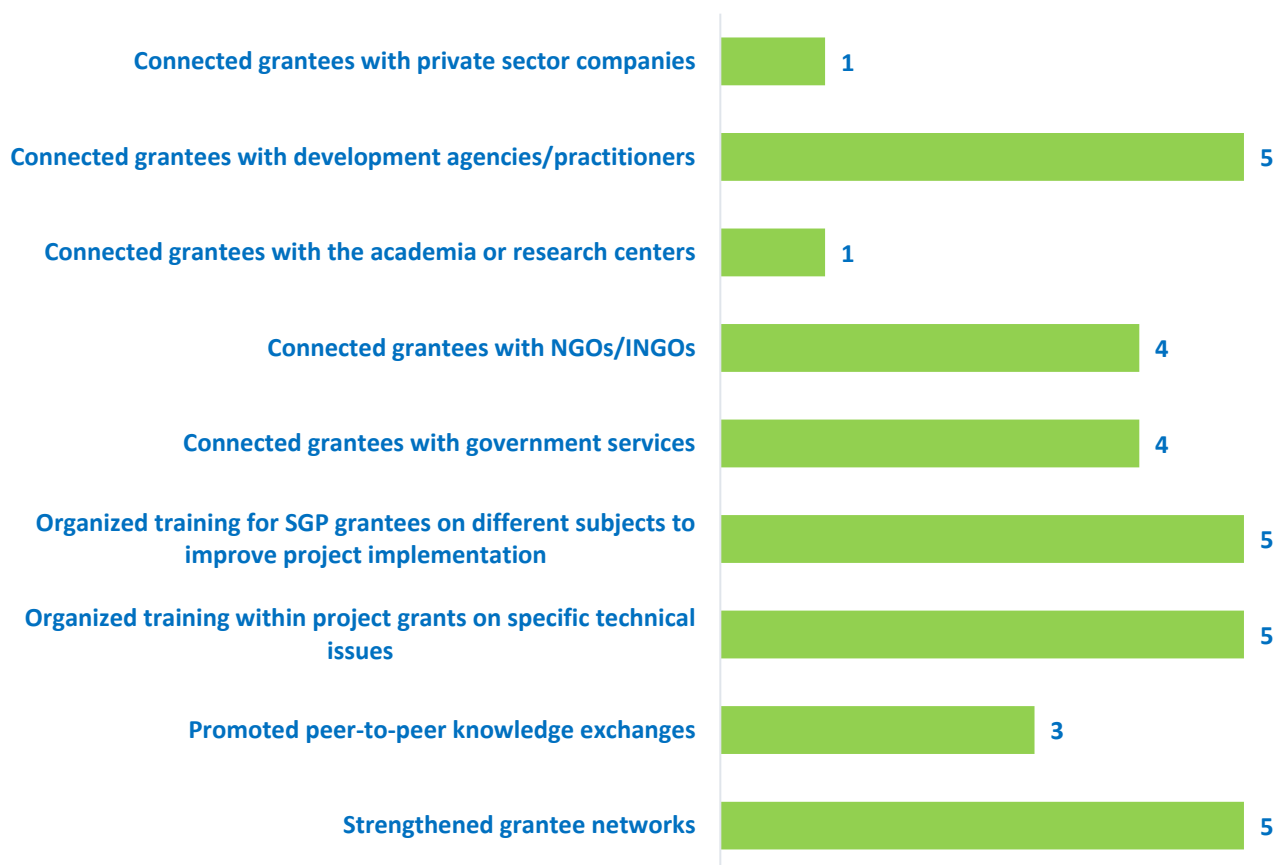 Connected grantees with private sector companies
1
Connected grantees with development agencies/practitioners
5
Connected grantees with the academia or research centers
1
Connected grantees with NGOs/INGOs
4
Connected grantees with government services
4
Organized training for SGP grantees on different subjects to
improve project implementation
5
Organized training within project grants on specific technical
issues
5
Promoted peer-to-peer knowledge exchanges
3
Strengthened grantee networks
5